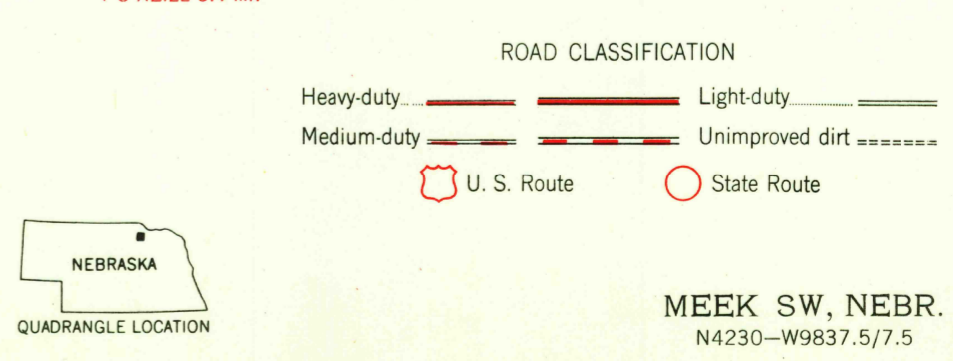 ROAD CLASSIFICATION
Heavy-duty Light-duty
Medium-duty Unimproved dirt
U. S. Route State Route
NEBRASKA
QUADRANGLE LOCATION
MEEK SW, NEBR.
N4230—W9837.5/7.5